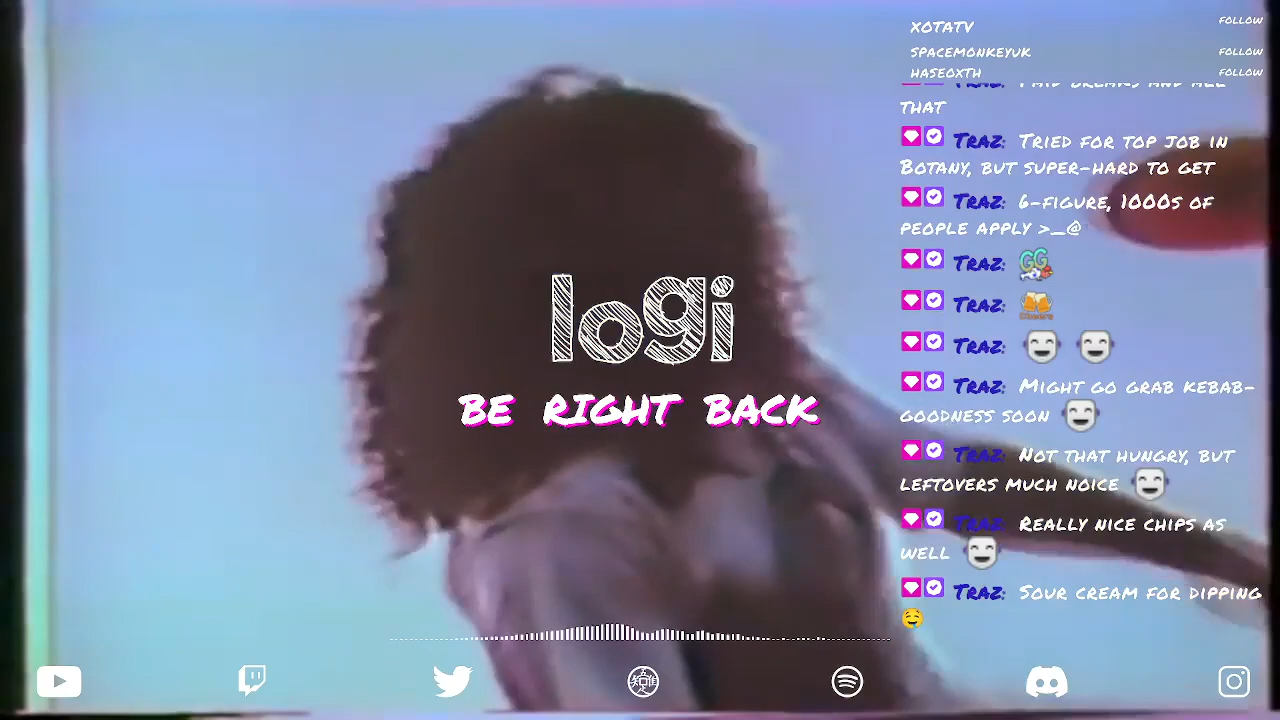 XOTATV FOLLOW
SPACEMONKEYUK FOLLOW
HASEOXTH FOLLOW
THAT
TRAZ: TRIED FOR TOP JOB IN
BOTANY, BUT SUPER-HARD TO GET
TRAZ: 6-FIGURE, 1000S OF
PEOPLE APPLY >_@
TRAZ: GG
TRAZ:
TRAZ:
TRAZ: MIGHT GO GRAB KEBAB-
GOODNESS SOON
TRAZ: NOT THAT HUNGRY, BUT
LEFTOVERS MUCH NOICE
TRAZ: REALLY NICE CHIPS AS
WELL
TRAZ: SOUR CREAM FOR DIPPING
logi
BE RIGHT BACK